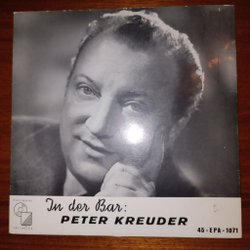 In der Bar:
PETER KREUDER
45 - EPA - 1071